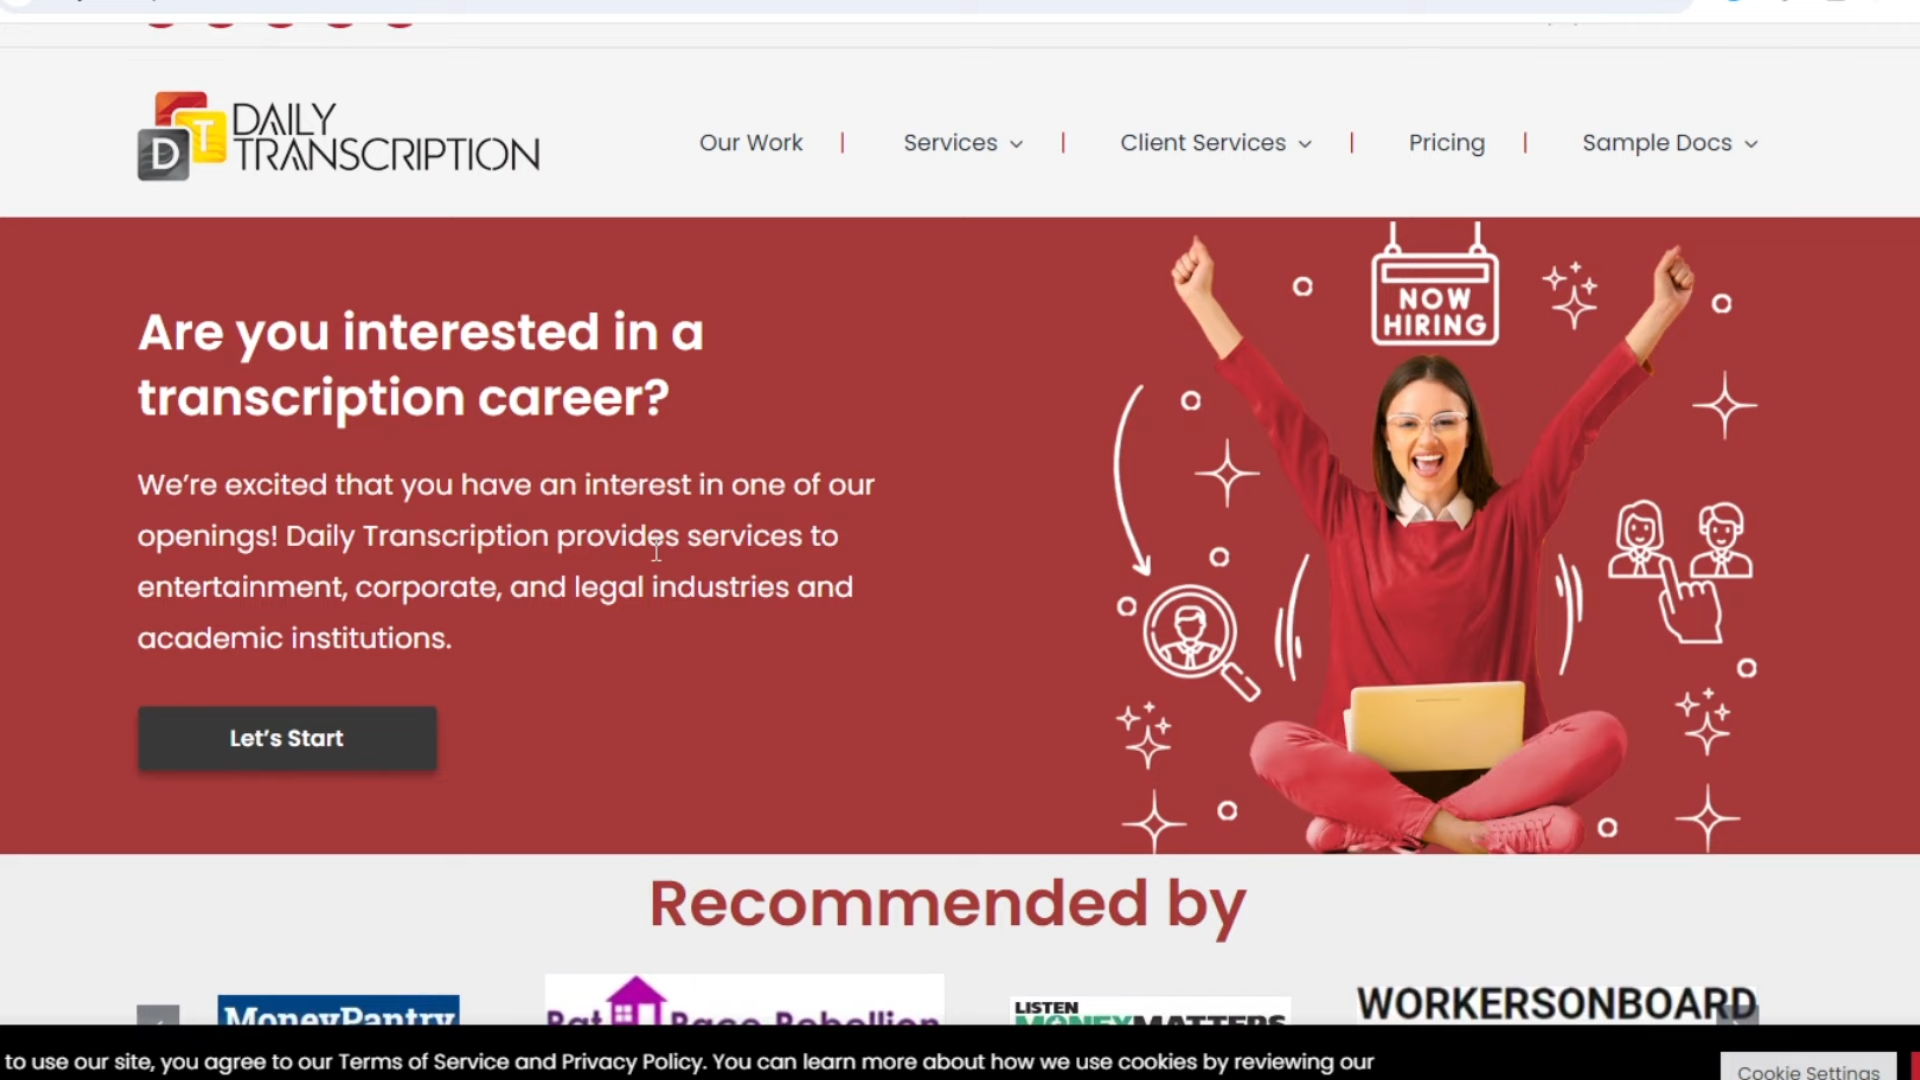 D T DAILY
TRANSCRIPTION
Our Work | Services | Client Services | Pricing | Sample Docs
NOW
HIRING
Are you interested in a
transcription career?
We're excited that you have an interest in one of our
openings! Daily Transcription provides services to
entertainment, corporate, and legal industries and
academic institutions.
Let's Start
Recommended by
MoneyPantry
Rat Race Rebellion
LISTEN
MONEYMATTERS
WORKERSONBOARD
to use our site, you agree to our Terms of Service and Privacy Policy. You can learn more about how we use cookies by reviewing our
Cookie Settings